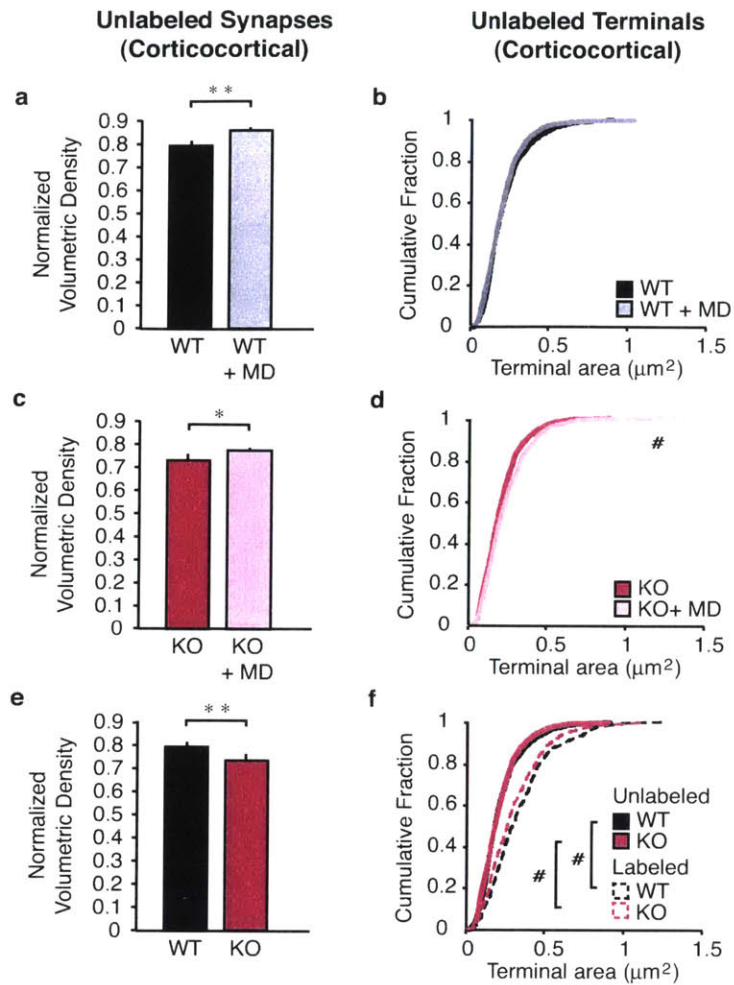 Unlabeled Synapses
(Corticocortical)
Unlabeled Terminals
(Corticocortical)
a
**
Normalized
Volumetric Density
0.9
0.8
0.7
0.6
0.5
0.4
0.3
0.2
0.1
0
WT
WT
+ MD
b
Cumulative Fraction
1
0.8
0.6
0.4
0.2
0
0.5
1
1.5
WT
WT + MD
Terminal area (µm²)
c
*
Normalized
Volumetric Density
0.9
0.8
0.7
0.6
0.5
0.4
0.3
0.2
0.1
0
KO
KO
+ MD
d
Cumulative Fraction
1
0.8
0.6
0.4
0.2
0
0.5
1
1.5
#
KO
KO+ MD
Terminal area (µm²)
e
**
Normalized
Volumetric Density
0.9
0.8
0.7
0.6
0.5
0.4
0.3
0.2
0.1
0
WT
KO
f
Cumulative Fraction
1
0.8
0.6
0.4
0.2
0
0.5
1
1.5
Unlabeled
WT
KO
# #
Labeled
WT
KO
Terminal area (µm²)